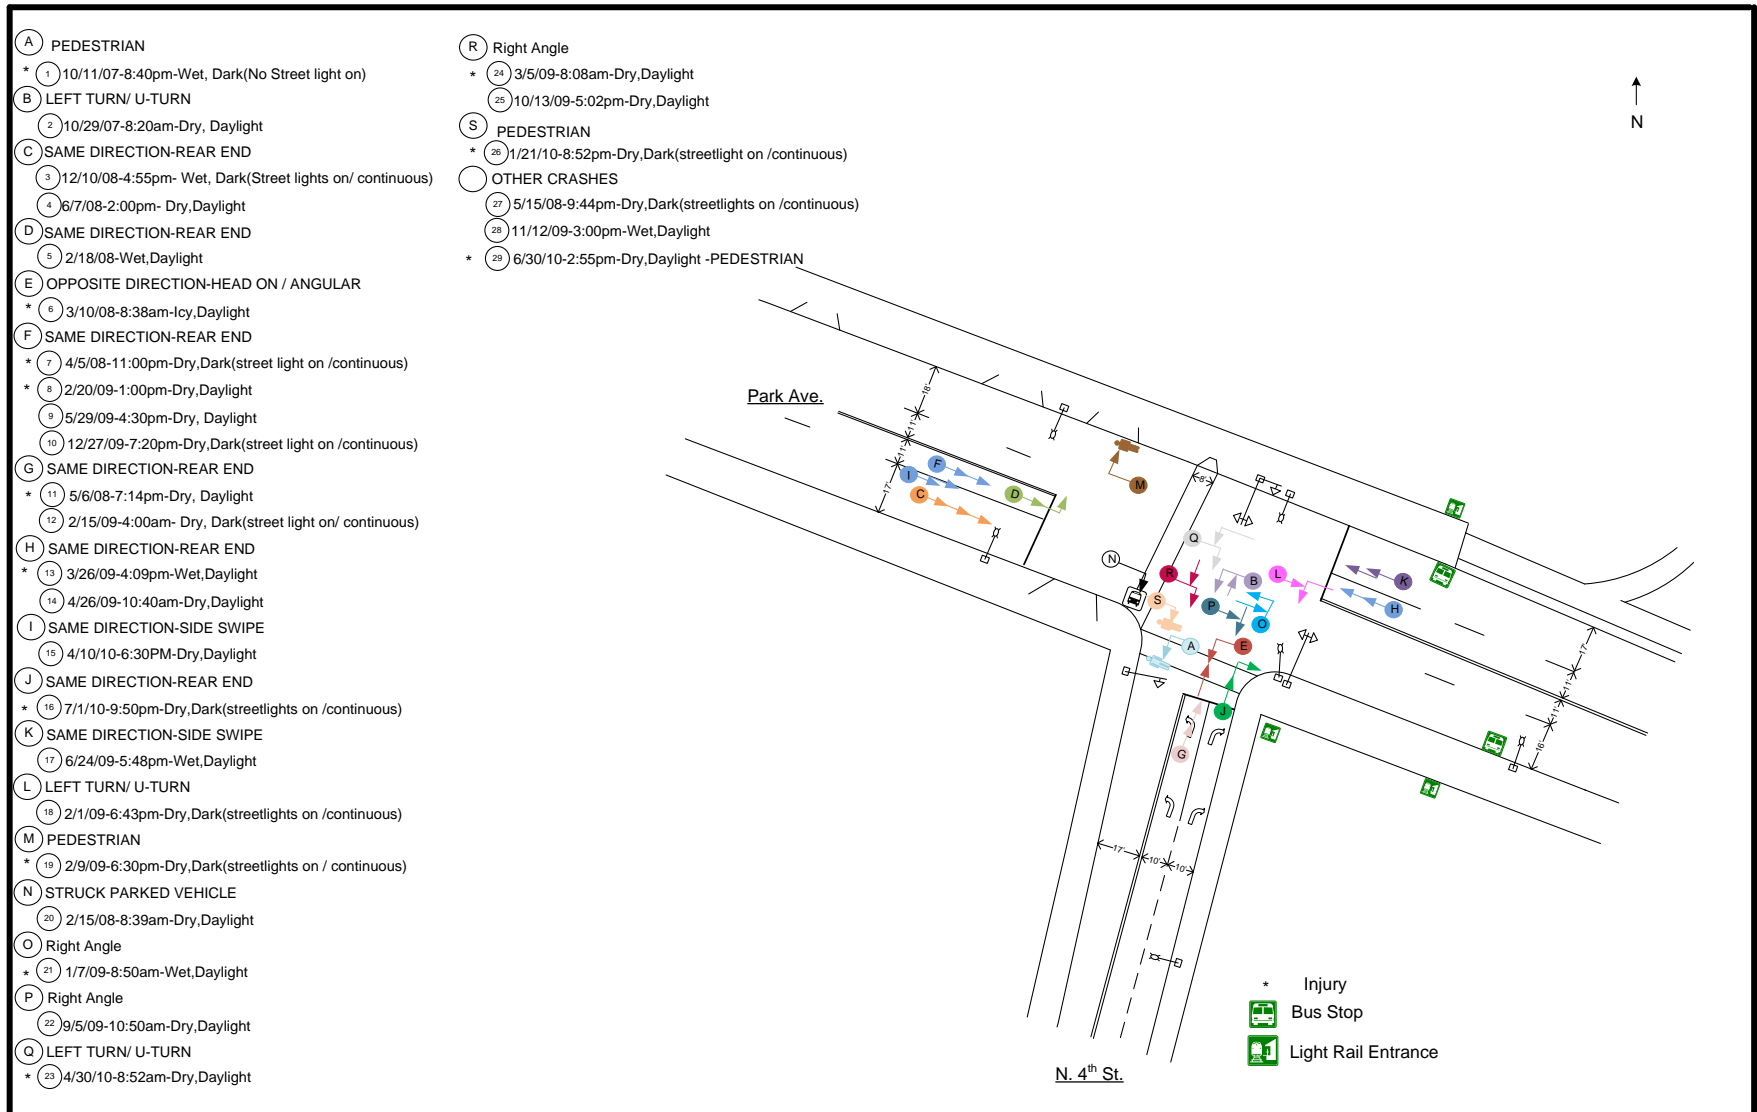 A PEDESTRIAN
* 1 10/11/07-8:40pm-Wet, Dark(No Street light on)
B LEFT TURN/ U-TURN
2 10/29/07-8:20am-Dry, Daylight
C SAME DIRECTION-REAR END
3 12/10/08-4:55pm- Wet, Dark(Street lights on/ continuous)
4 6/7/08-2:00pm- Dry,Daylight
D SAME DIRECTION-REAR END
5 2/18/08-Wet,Daylight
E OPPOSITE DIRECTION-HEAD ON / ANGULAR
* 6 3/10/08-8:38am-Icy,Daylight
F SAME DIRECTION-REAR END
* 7 4/5/08-11:00pm-Dry,Dark(street light on /continuous)
* 8 2/20/09-1:00pm-Dry,Daylight
9 5/29/09-4:30pm-Dry, Daylight
10 12/27/09-7:20pm-Dry,Dark(street light on /continuous)
G SAME DIRECTION-REAR END
* 11 5/6/08-7:14pm-Dry, Daylight
12 2/15/09-4:00am- Dry, Dark(street light on/ continuous)
H SAME DIRECTION-REAR END
* 13 3/26/09-4:09pm-Wet,Daylight
14 4/26/09-10:40am-Dry,Daylight
I SAME DIRECTION-SIDE SWIPE
15 4/10/10-6:30PM-Dry,Daylight
J SAME DIRECTION-REAR END
* 16 7/1/10-9:50pm-Dry,Dark(streetlights on /continuous)
K SAME DIRECTION-SIDE SWIPE
17 6/24/09-5:48pm-Wet,Daylight
L LEFT TURN/ U-TURN
18 2/1/09-6:43pm-Dry,Dark(streetlights on /continuous)
M PEDESTRIAN
* 19 2/9/09-6:30pm-Dry,Dark(streetlights on / continuous)
N STRUCK PARKED VEHICLE
20 2/15/08-8:39am-Dry,Daylight
O Right Angle
* 21 1/7/09-8:50am-Wet,Daylight
P Right Angle
22 9/5/09-10:50am-Dry,Daylight
Q LEFT TURN/ U-TURN
* 23 4/30/10-8:52am-Dry,Daylight
R Right Angle
* 24 3/5/09-8:08am-Dry,Daylight
25 10/13/09-5:02pm-Dry,Daylight
S PEDESTRIAN
* 26 1/21/10-8:52pm-Dry,Dark(streetlight on /continuous)
OTHER CRASHES
27 5/15/08-9:44pm-Dry,Dark(streetlights on /continuous)
28 11/12/09-3:00pm-Wet,Daylight
* 29 6/30/10-2:55pm-Dry,Daylight -PEDESTRIAN
N
Park Ave.
18'
11'
11'
17'
F
I
C
D
M
8'
N
Q
R
B
L
K
H
S
P
O
A
E
J
G
17'
11'
11'
16'
17'
10'
10'
N. 4th St.
* Injury
Bus Stop
Light Rail Entrance